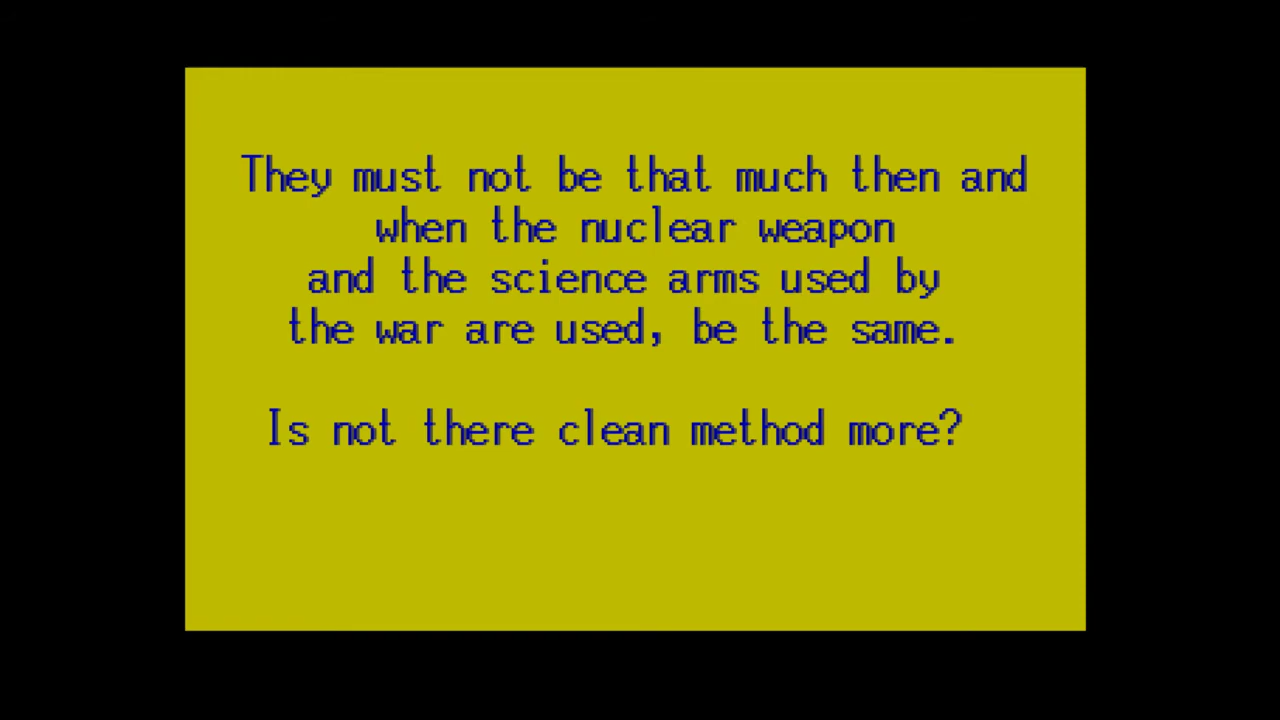 They must not be that much then and
when the nuclear weapon
and the science arms used by
the war are used, be the same.
Is not there clean method more?